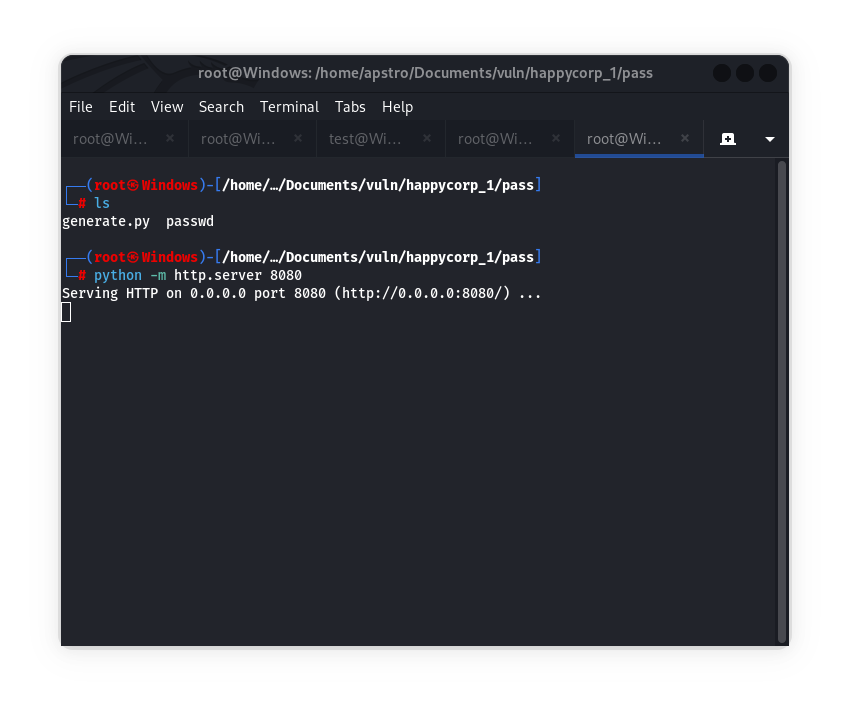 root@Windows: /home/apstro/Documents/vuln/happycorp_1/pass
File Edit View Search Terminal Tabs Help
root@Wi... × root@Wi... × test@Wi... × root@Wi... × root@Wi... ×
┌──(root㉿Windows)-[/home/…/Documents/vuln/happycorp_1/pass]
└─# ls
generate.py  passwd
┌──(root㉿Windows)-[/home/…/Documents/vuln/happycorp_1/pass]
└─# python -m http.server 8080
Serving HTTP on 0.0.0.0 port 8080 (http://0.0.0.0:8080/) ...